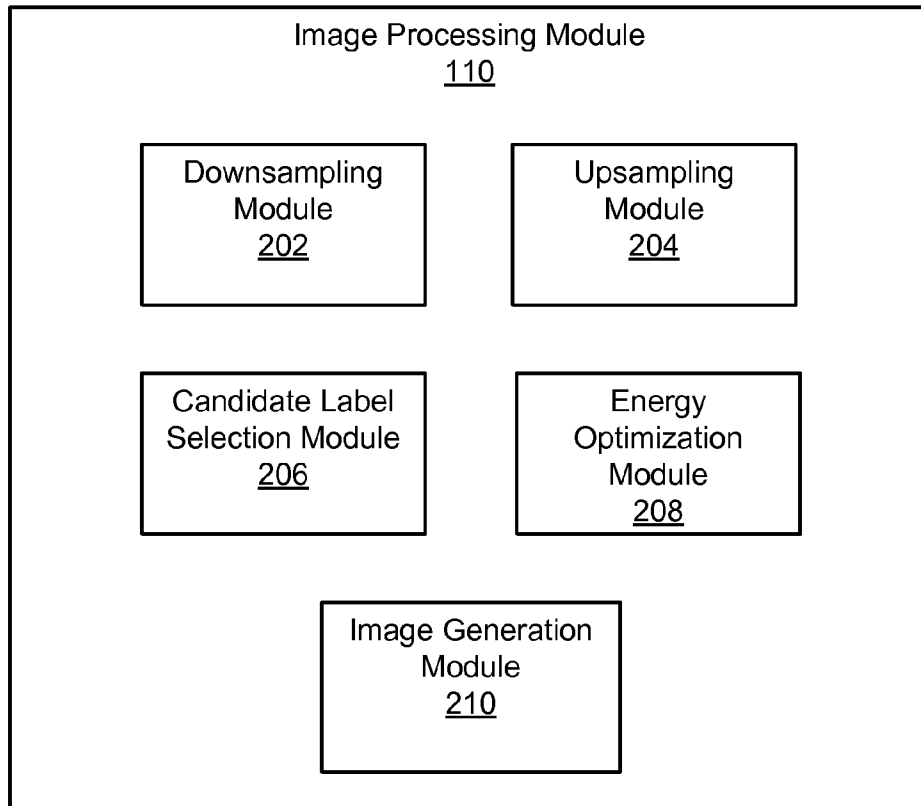 Image Processing Module
110
Downsampling
Module
202
Upsampling
Module
204
Candidate Label
Selection Module
206
Energy
Optimization
Module
208
Image Generation
Module
210